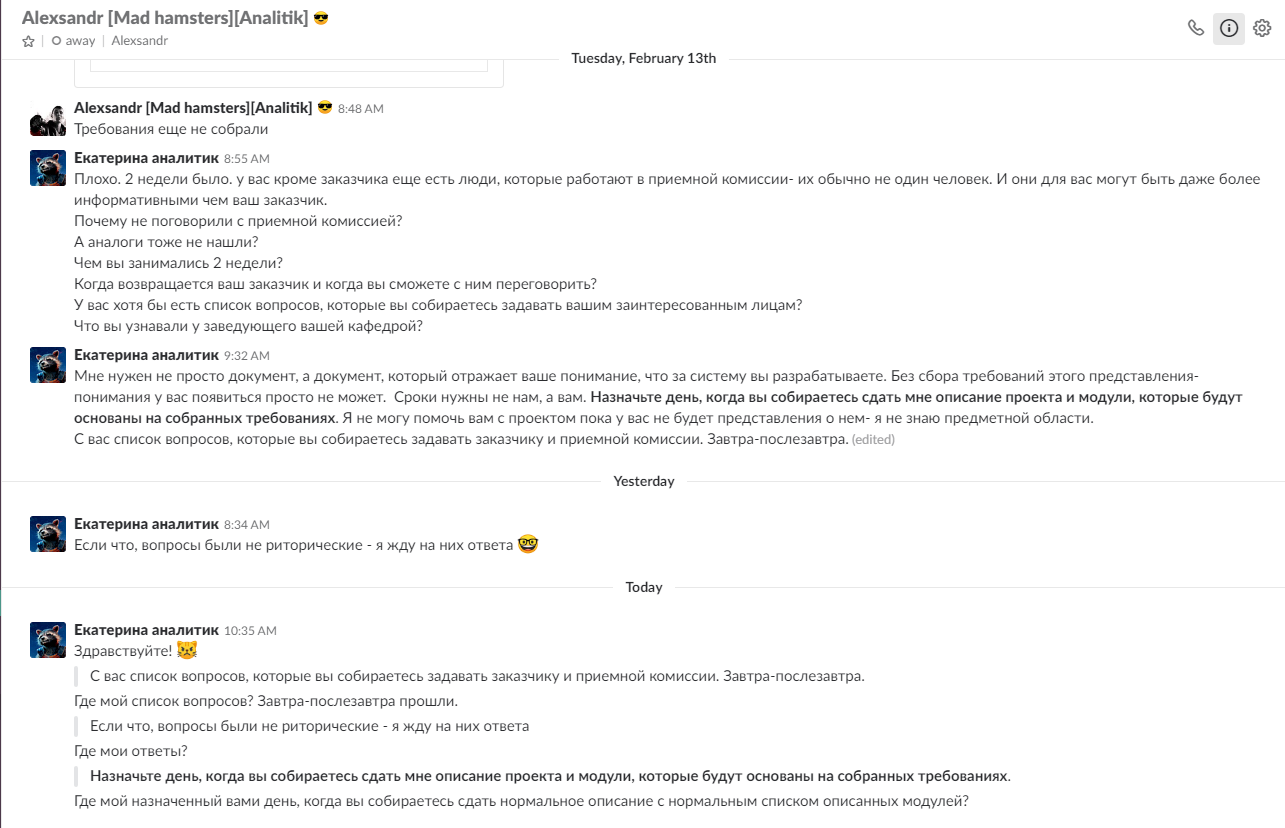 Alexsandr [Mad hamsters][Analitik]
away | Alexsandr
Tuesday, February 13th
Alexsandr [Mad hamsters][Analitik] 8:48 AM
Требования еще не собрали
Екатерина аналитик 8:55 AM
Плохо. 2 недели было. у вас кроме заказчика еще есть люди, которые работают в приемной комиссии- их обычно не один человек. И они для вас могут быть даже более
информативными чем ваш заказчик.
Почему не поговорили с приемной комиссией?
А аналоги тоже не нашли?
Чем вы занимались 2 недели?
Когда возвращается ваш заказчик и когда вы сможете с ним переговорить?
У вас хотя бы есть список вопросов, которые вы собираетесь задавать вашим заинтересованным лицам?
Что вы узнавали у заведующего вашей кафедрой?
Екатерина аналитик 9:32 AM
Мне нужен не просто документ, а документ, который отражает ваше понимание, что за систему вы разрабатываете. Без сбора требований этого представления-
понимания у вас появиться просто не может. Сроки нужны не нам, а вам. Назначьте день, когда вы собираетесь сдать мне описание проекта и модули, которые будут
основаны на собранных требованиях. Я не могу помочь вам с проектом пока у вас не будет представления о нем- я не знаю предметной области.
С вас список вопросов, которые вы собираетесь задавать заказчику и приемной комиссии. Завтра-послезавтра. (edited)
Yesterday
Екатерина аналитик 8:34 AM
Если что, вопросы были не риторические - я жду на них ответа
Today
Екатерина аналитик 10:35 AM
Здравствуйте!
С вас список вопросов, которые вы собираетесь задавать заказчику и приемной комиссии. Завтра-послезавтра.
Где мой список вопросов? Завтра-послезавтра прошли.
Если что, вопросы были не риторические - я жду на них ответа
Где мои ответы?
Назначьте день, когда вы собираетесь сдать мне описание проекта и модули, которые будут основаны на собранных требованиях.
Где мой назначенный вами день, когда вы собираетесь сдать нормальное описание с нормальным списком описанных модулей?